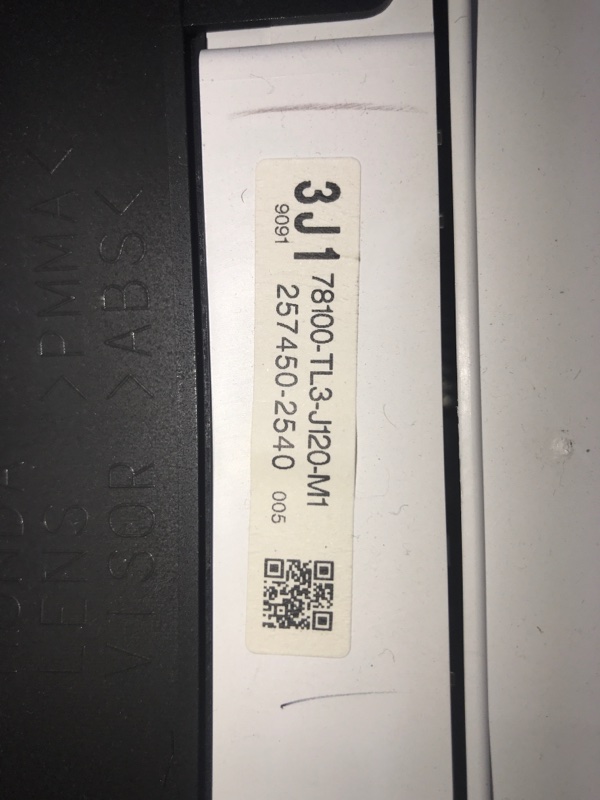 3J1 78100-TL3-J120-M1
9091 257450-2540 005
LENS >PMMA<
VISOR >ABS<